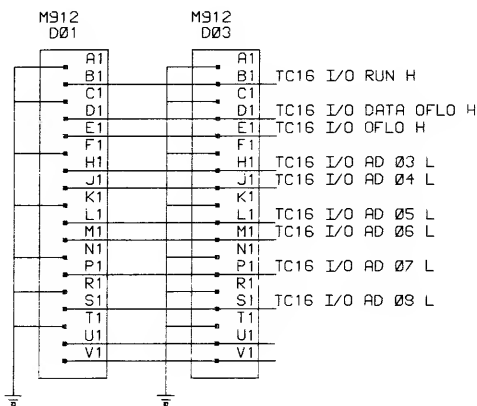 M912 M912
DØ1 DØ3
A1 A1
B1 B1 TC16 I/O RUN H
C1 C1
D1 D1 TC16 I/O DATA OFLO H
E1 E1 TC16 I/O OFLO H
F1 F1
H1 H1 TC16 I/O AD Ø3 L
J1 J1 TC16 I/O AD Ø4 L
K1 K1
L1 L1 TC16 I/O AD Ø5 L
M1 M1 TC16 I/O AD Ø6 L
N1 N1
P1 P1 TC16 I/O AD Ø7 L
R1 R1
S1 S1 TC16 I/O AD Ø8 L
T1 T1
U1 U1
V1 V1